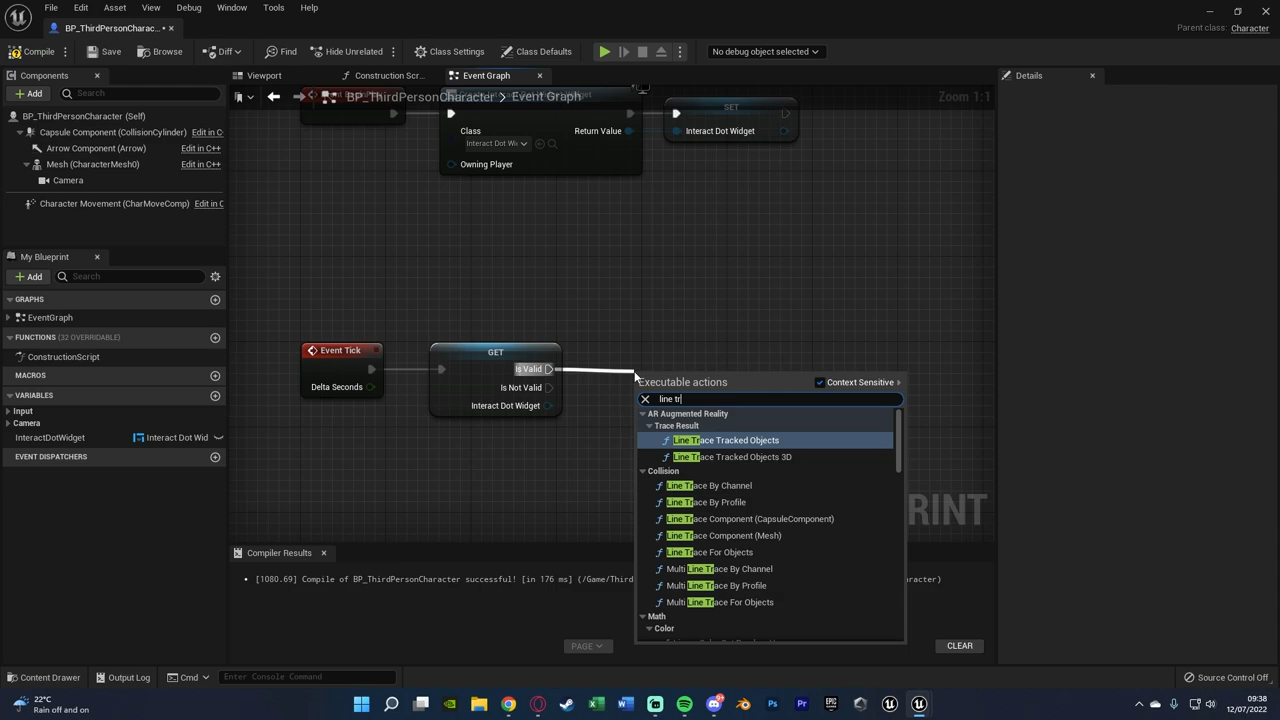 File Edit Asset View Debug Window Tools Help
BP_ThirdPersonCharac...
Parent class: Character
Compile Save Browse Diff Find Hide Unrelated Class Settings Class Defaults No debug object selected
Components
Viewport Construction Scr... Event Graph
Details
Add Search
BP_ThirdPersonCharacter > Event Graph
Zoom 1:1
BP_ThirdPersonCharacter (Self)
Capsule Component (CollisionCylinder) Edit in C
Arrow Component (Arrow) Edit in C++
Mesh (CharacterMesh0) Edit in C++
Camera
Character Movement (CharMoveComp) Edit in C
SET
Class Return Value Interact Dot Widget
Interact Dot Wi
Owning Player
My Blueprint
Add Search
GRAPHS
EventGraph
FUNCTIONS (32 OVERRIDABLE)
ConstructionScript
MACROS
VARIABLES
Input
Camera
InteractDotWidget Interact Dot Wid
EVENT DISPATCHERS
Event Tick
Delta Seconds
GET
Is Valid
Is Not Valid
Interact Dot Widget
Executable actions Context Sensitive
line tr
AR Augmented Reality
Trace Result
Line Trace Tracked Objects
Line Trace Tracked Objects 3D
Collision
Line Trace By Channel
Line Trace By Profile
Line Trace Component (CapsuleComponent)
Line Trace Component (Mesh)
Line Trace For Objects
Multi Line Trace By Channel
Multi Line Trace By Profile
Multi Line Trace For Objects
Math
Color
Compiler Results
[1080.69] Compile of BP_ThirdPersonCharacter successful! [in 176 ms] (/Game/Third
PAGE
CLEAR
Content Drawer Output Log Cmd Enter Console Command Source Control Off
22°C
Rain off and on
09:38
12/07/2022